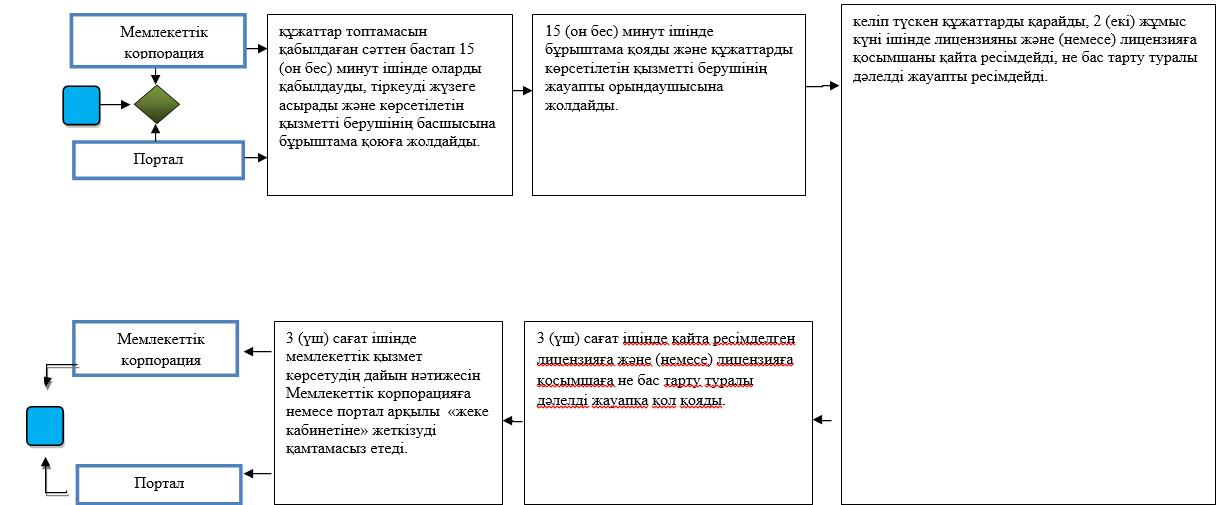 Мемлекеттік
корпорация
Портал
құжаттар топтамасын
қабылдаған сәттен бастап 15
(он бес) минут ішінде оларды
қабылдауды, тіркеуді жүзеге
асырады және көрсетілетін
қызметті берушінің басшысына
бұрыштама қоюға жолдайды.
15 (он бес) минут ішінде
бұрыштама қояды және құжаттарды
көрсетілетін қызметті берушінің
жауапты орындаушысына
жолдайды.
келіп түскен құжаттарды қарайды, 2 (екі) жұмыс
күні ішінде лицензияны және (немесе) лицензияға
қосымшаны қайта ресімдейді, не бас тарту туралы
дәлелді жауапты ресімдейді.
3 (үш) сағат ішінде қайта ресімделген
лицензияға және (немесе) лицензияға
қосымшаға не бас тарту туралы
дәлелді жауапқа қол қояды.
3 (үш) сағат ішінде
мемлекеттік қызмет
көрсетудің дайын нәтижесін
Мемлекеттік корпорацияға
немесе портал арқылы «жеке
кабинетіне» жеткізуді
қамтамасыз етеді.
Мемлекеттік
корпорация
Портал